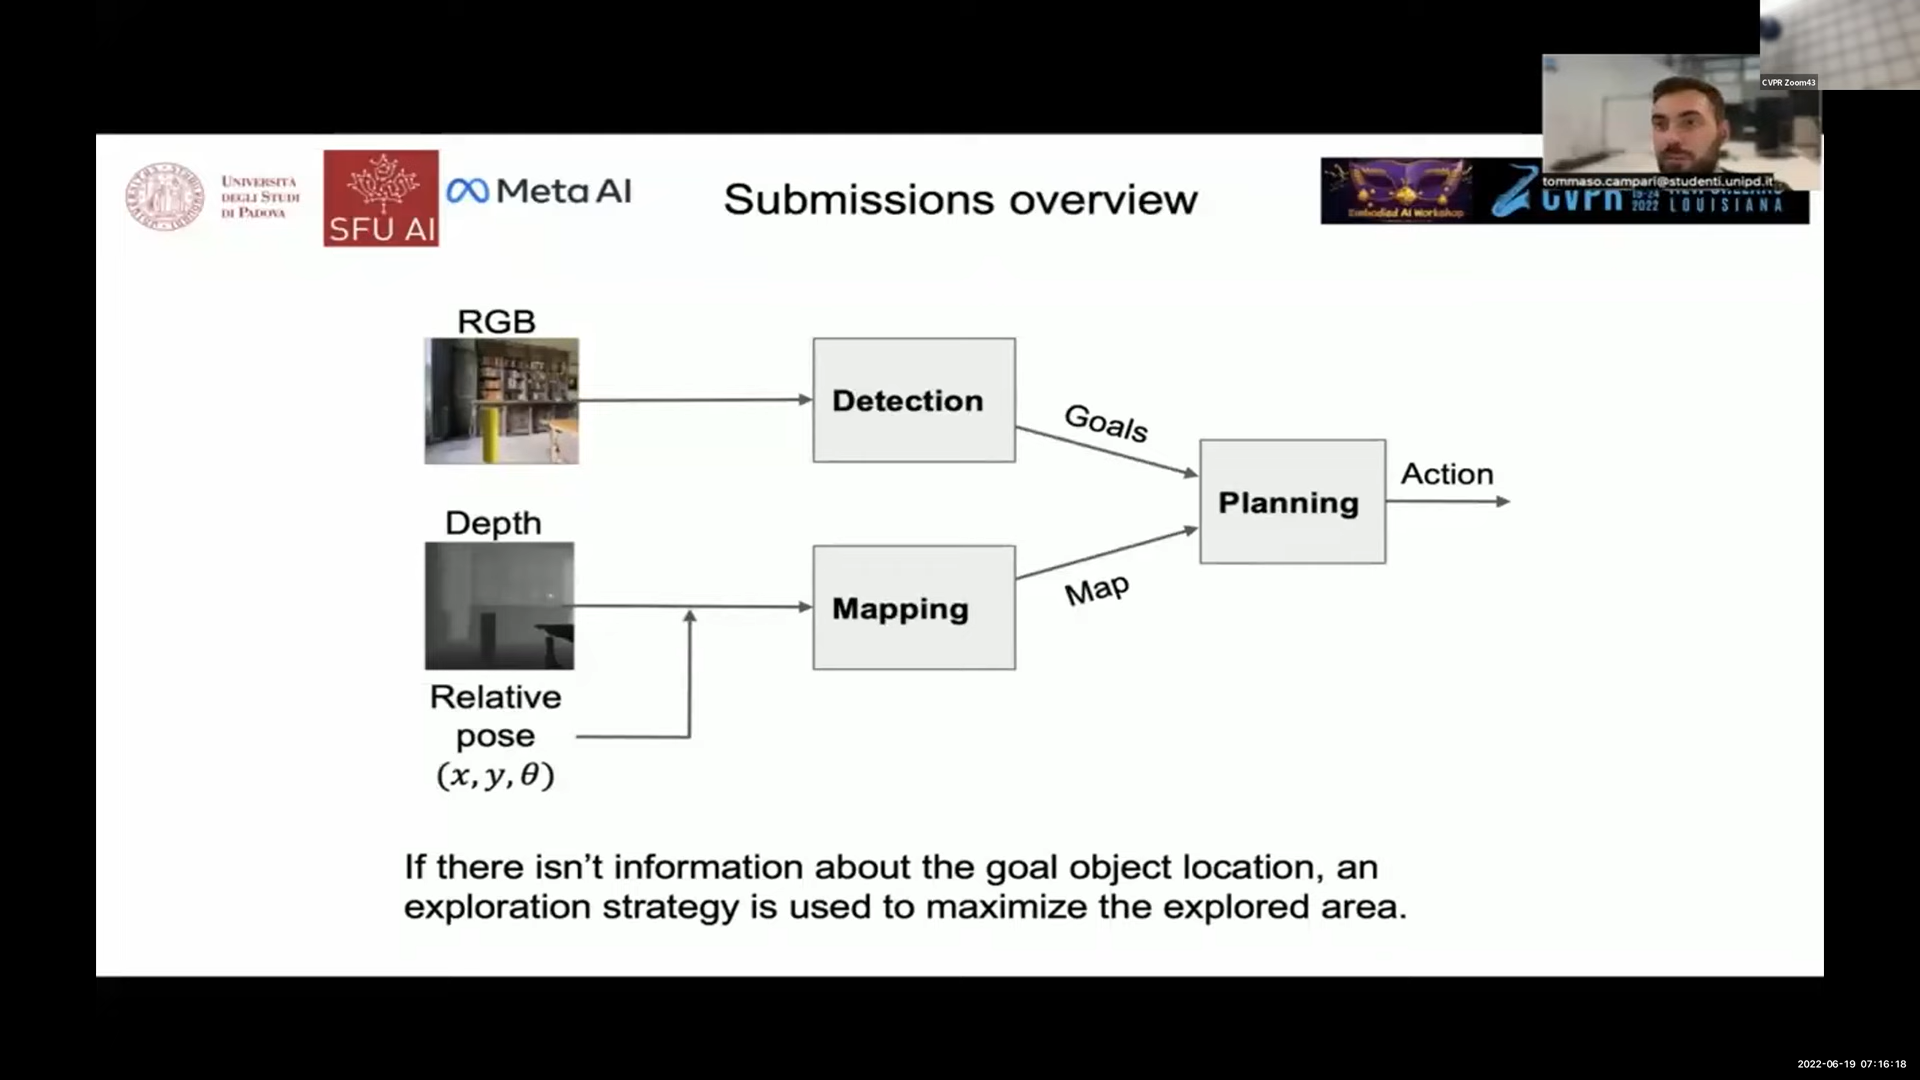 CVPR Zoom43
tommaso.campari@studenti.unipd.it
UNIVERSITÀ
DEGLI STUDI
DI PADOVA
SFU AI
Meta AI
Submissions overview
Embodied AI Workshop
CVPR
19-24
2022
LOUISIANA
RGB
Detection
Goals
Planning
Action
Depth
Mapping
Map
Relative
pose
(x, y, θ)
If there isn't information about the goal object location, an
exploration strategy is used to maximize the explored area.
2022-06-19 07:16:18